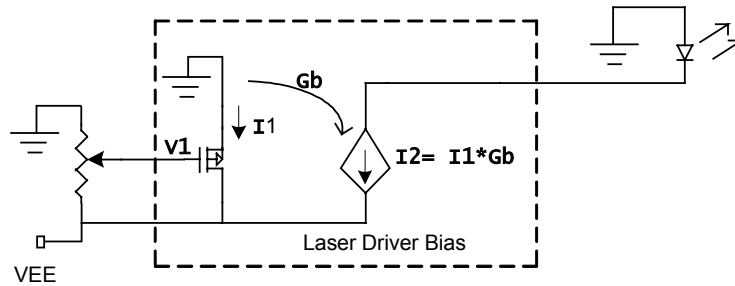 Gb
I1
V1
I2= I1*Gb
Laser Driver Bias
VEE